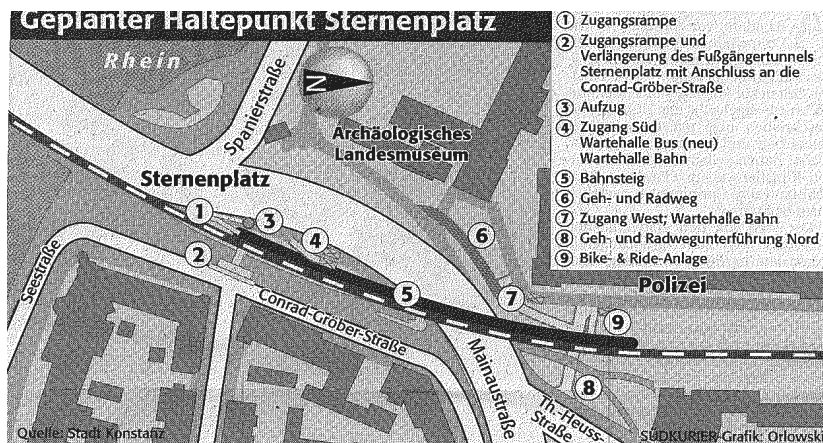 Geplanter Haltepunkt Sternenplatz
Rhein
Spanierstraße
N
Archäologisches
Landesmuseum
Sternenplatz
Seestraße
Conrad-Gröber-Straße
Mainaustraße
Th.-Heuss-
Straße
Polizei
1
2
3
4
5
6
7
8
9
1 Zugangsrampe
2 Zugangsrampe und
Verlängerung des Fußgängertunnels
Sternenplatz mit Anschluss an die
Conrad-Gröber-Straße
3 Aufzug
4 Zugang Süd
Wartehalle Bus (neu)
Wartehalle Bahn
5 Bahnsteig
6 Geh- und Radweg
7 Zugang West; Wartehalle Bahn
8 Geh- und Radwegunterführung Nord
9 Bike- & Ride-Anlage
Quelle: Stadt Konstanz
SÜDKURIER-Grafik: Orlowski